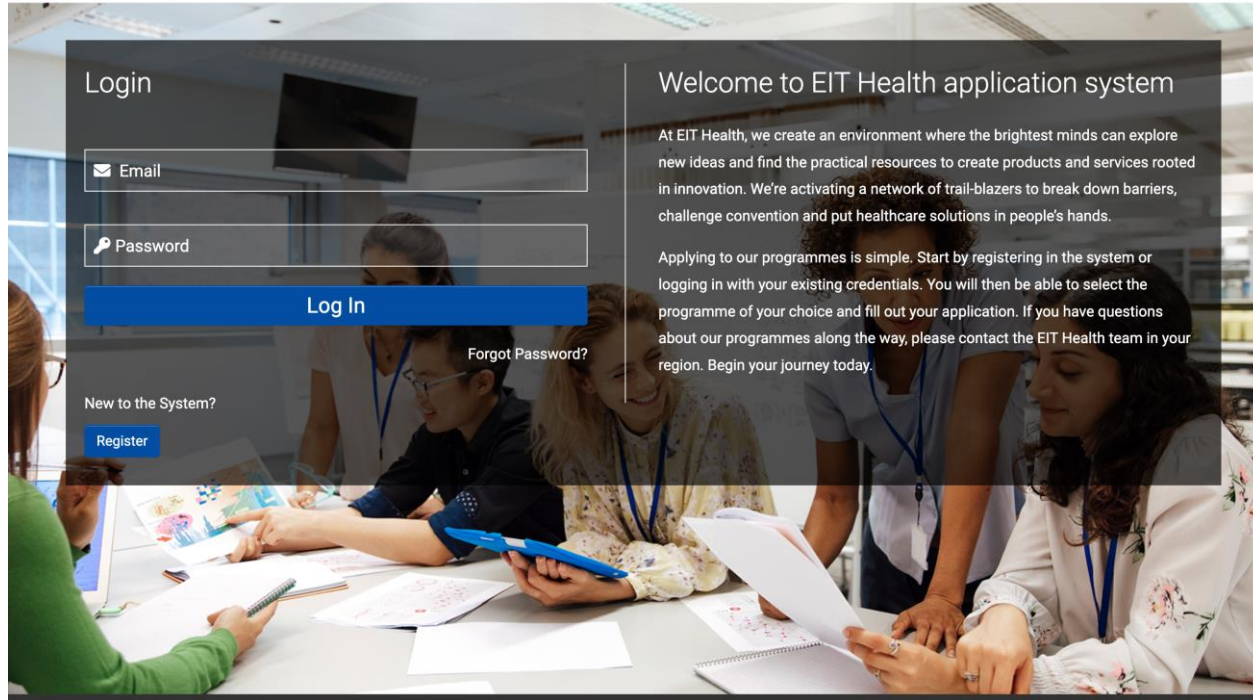 Login
Email
Password
Log In
Forgot Password?
New to the System?
Register
Welcome to EIT Health application system
At EIT Health, we create an environment where the brightest minds can explore
new ideas and find the practical resources to create products and services rooted
in innovation. We're activating a network of trail-blazers to break down barriers,
challenge convention and put healthcare solutions in people's hands.
Applying to our programmes is simple. Start by registering in the system or
logging in with your existing credentials. You will then be able to select the
programme of your choice and fill out your application. If you have questions
about our programmes along the way, please contact the EIT Health team in your
region. Begin your journey today.